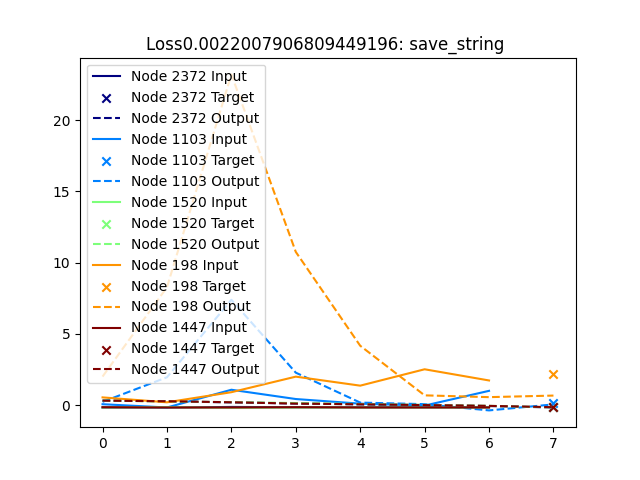 Loss0.0022007906809449196: save_string
Node 2372 Input
Node 2372 Target
Node 2372 Output
Node 1103 Input
Node 1103 Target
Node 1103 Output
Node 1520 Input
Node 1520 Target
Node 1520 Output
Node 198 Input
Node 198 Target
Node 198 Output
Node 1447 Input
Node 1447 Target
Node 1447 Output
20
15
10
5
0
0 1 2 3 4 5 6 7